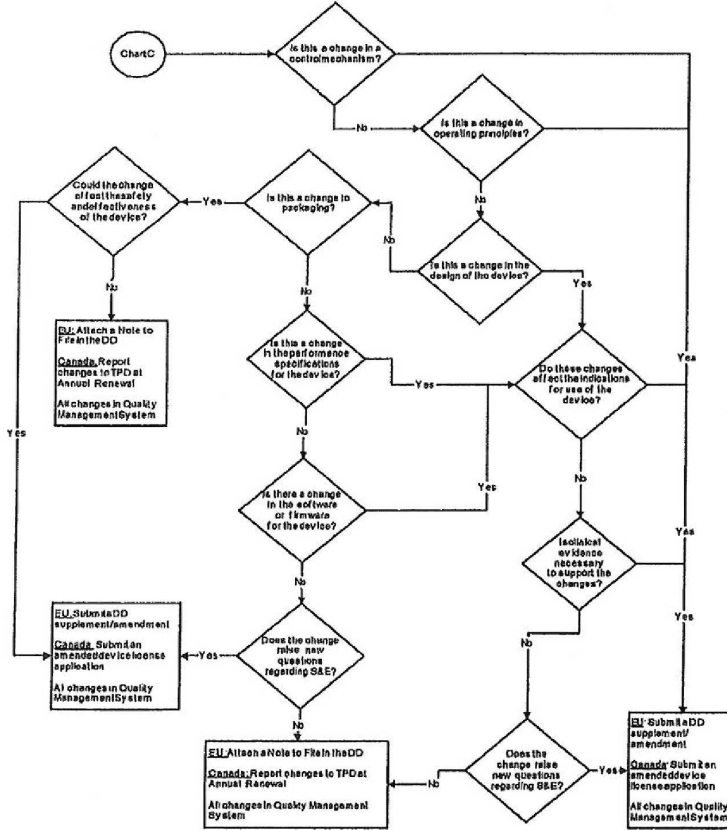 Chart C
Is this a change in a
control mechanism?
No
Is this a change in
operating principles?
Could the change
affect the safety
and effectiveness
of the device?
Yes
Is this a change to
packaging?
No
No
Is this a change in the
design of the device?
No
No
Yes
EU: Attach a Note to
File in the DD
Canada: Report
changes to TPD at
Annual Renewal
All changes in Quality
Management System
Is this a change
in the performance
specifications
for the device?
Yes
Do these changes
affect the indications
for use of the
device?
Yes
Yes
No
No
Is there a change
in the software
or firmware
for the device?
Yes
Is clinical
evidence
necessary
to support the
changes?
Yes
No
EU: Submit a DD
supplement/amendment
Canada: Submit an
amended device license
application
All changes in Quality
Management System
Yes
Does the change
raise new
questions
regarding S&E?
No
Yes
No
EU: Attach a Note to File in the DD
Canada: Report changes to TPD at
Annual Renewal
All changes in Quality Management
System
No
Does the
change raise
new questions
regarding S&E?
Yes
EU: Submit a DD
supplement/
amendment
Canada: Submit an
amended device
license application
All changes in Quality
Management System